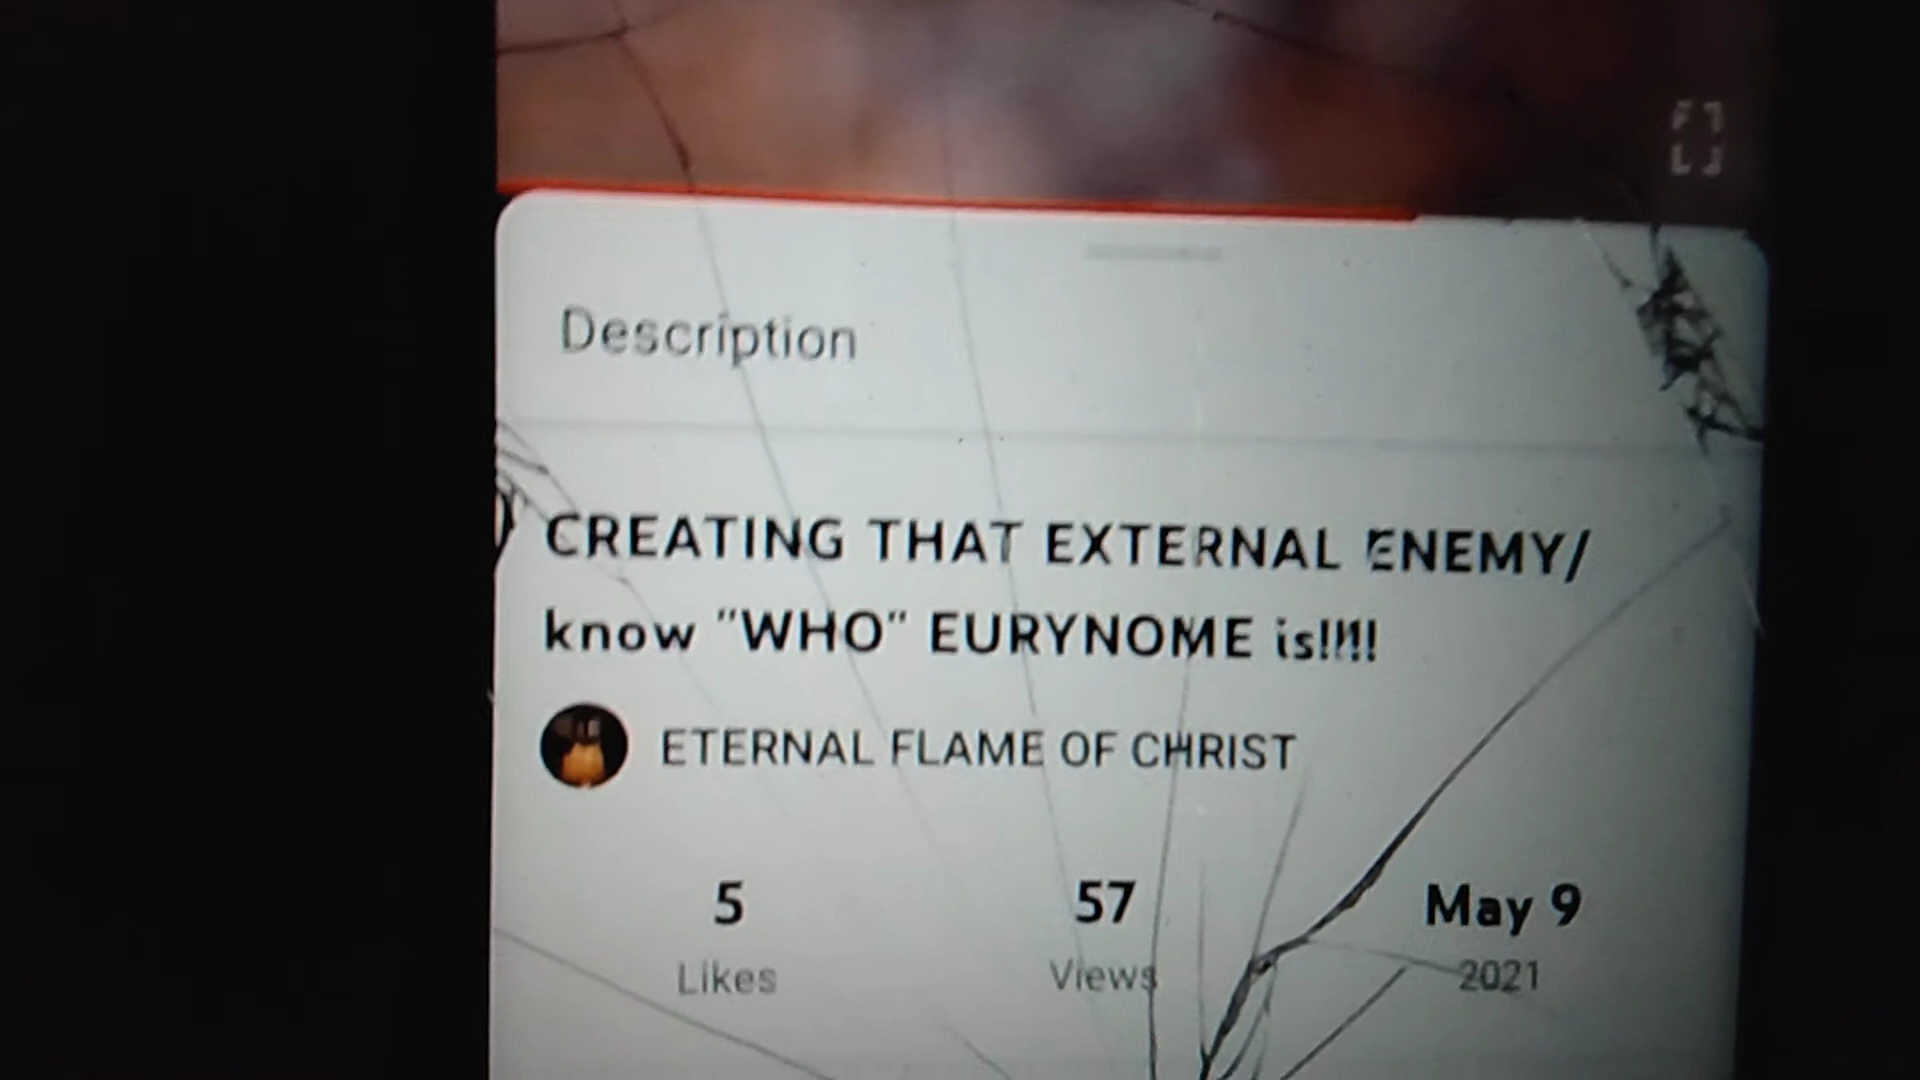 Description
CREATING THAT EXTERNAL ENEMY/
know "WHO" EURYNOME is!!!!
ETERNAL FLAME OF CHRIST
5 57 May 9
Likes Views 2021